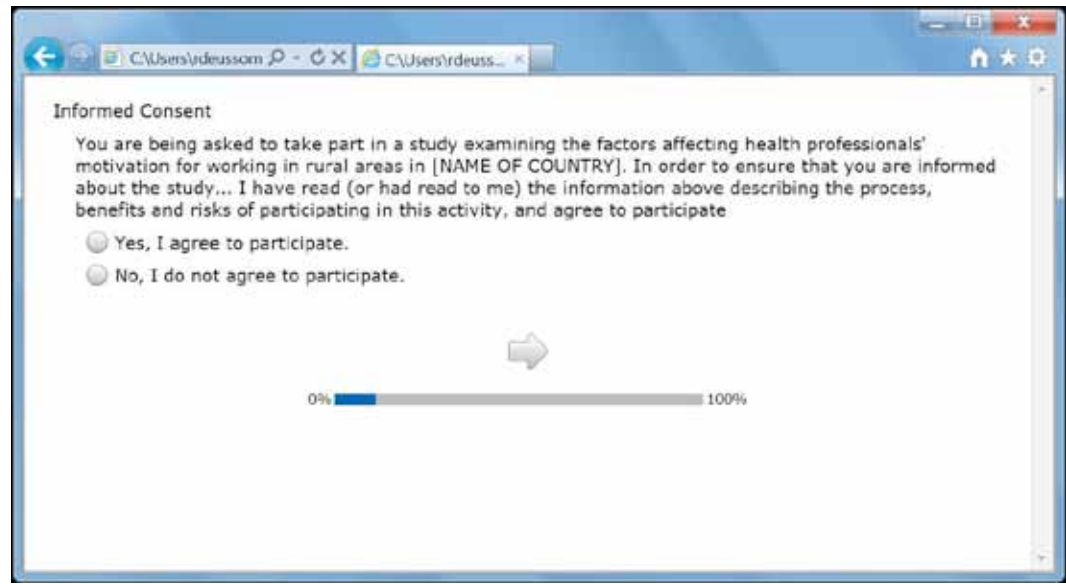 C:\Users\rdeussom
C:\Users\rdeuss...
Informed Consent
You are being asked to take part in a study examining the factors affecting health professionals'
motivation for working in rural areas in [NAME OF COUNTRY]. In order to ensure that you are informed
about the study... I have read (or had read to me) the information above describing the process,
benefits and risks of participating in this activity, and agree to participate
Yes, I agree to participate.
No, I do not agree to participate.
0% 100%